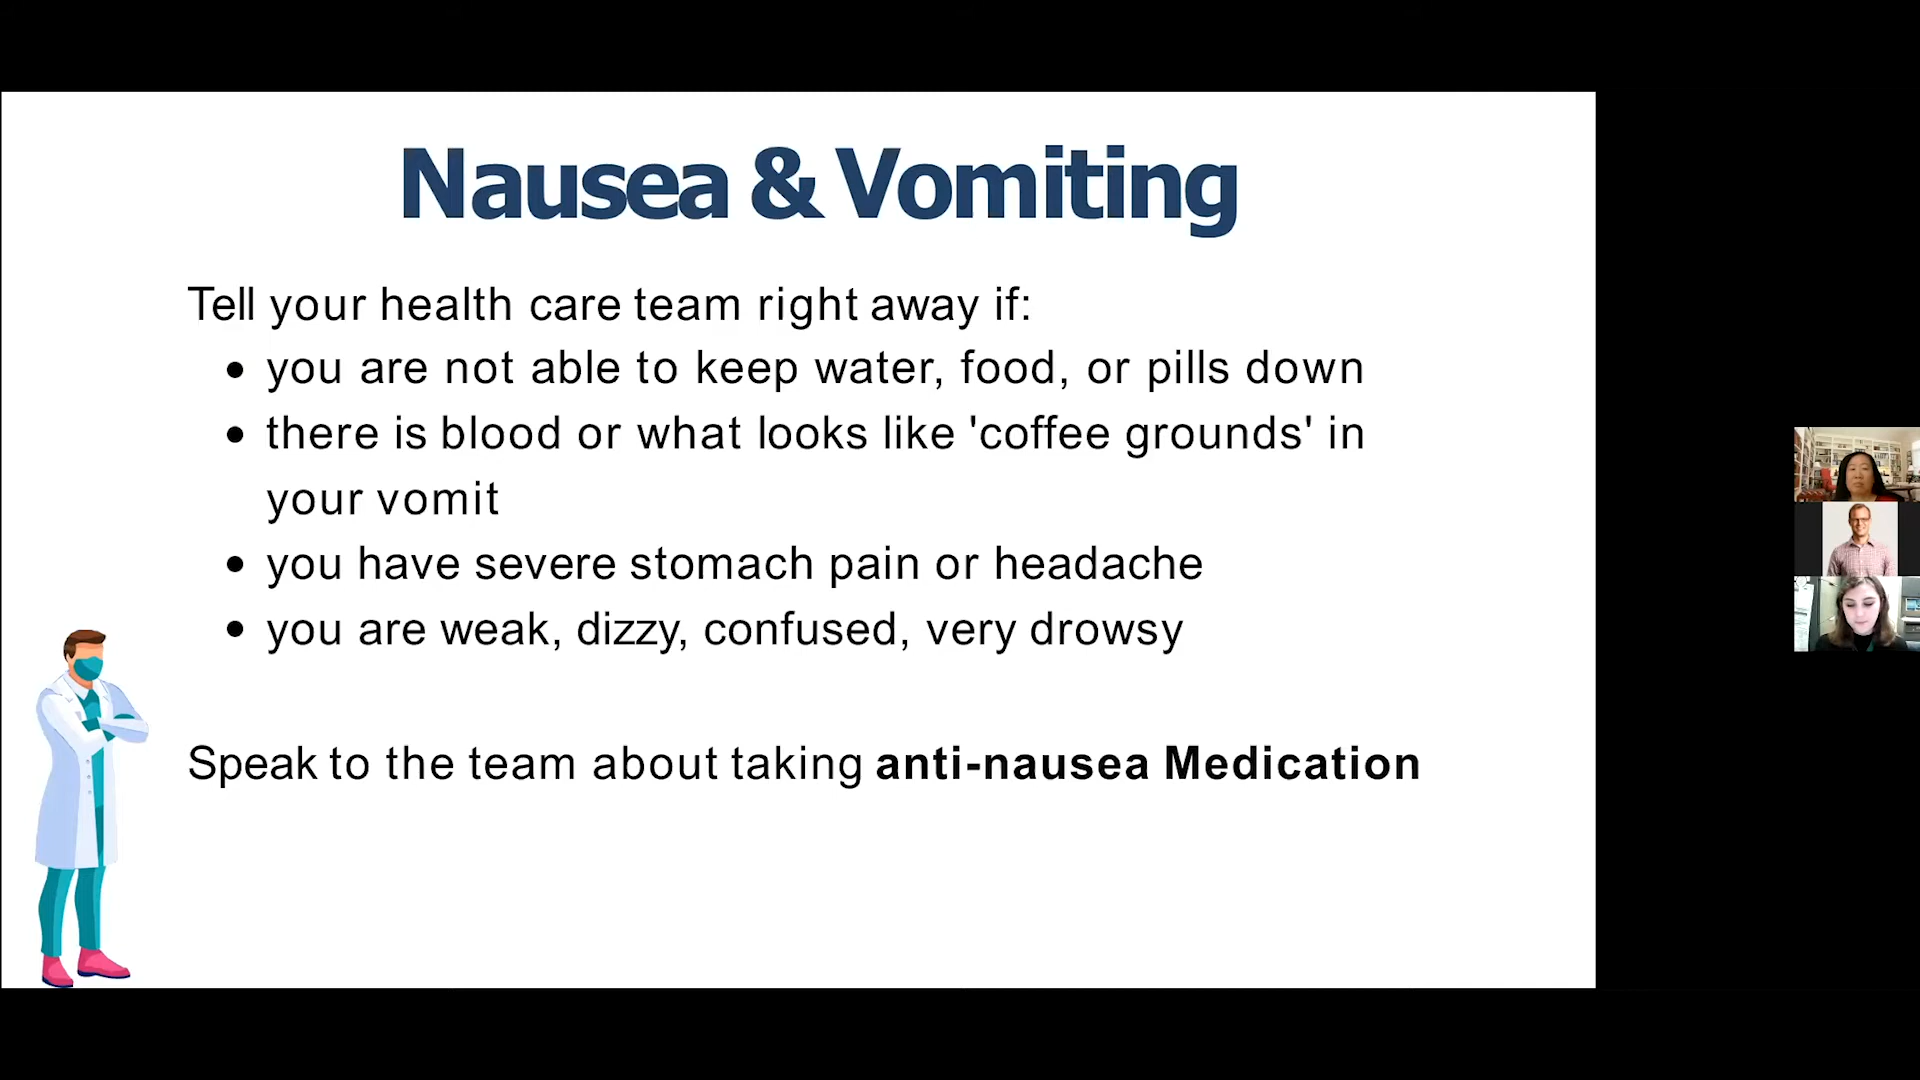 Nausea & Vomiting
Tell your health care team right away if:
• you are not able to keep water, food, or pills down
• there is blood or what looks like 'coffee grounds' in
your vomit
• you have severe stomach pain or headache
• you are weak, dizzy, confused, very drowsy
Speak to the team about taking anti-nausea Medication